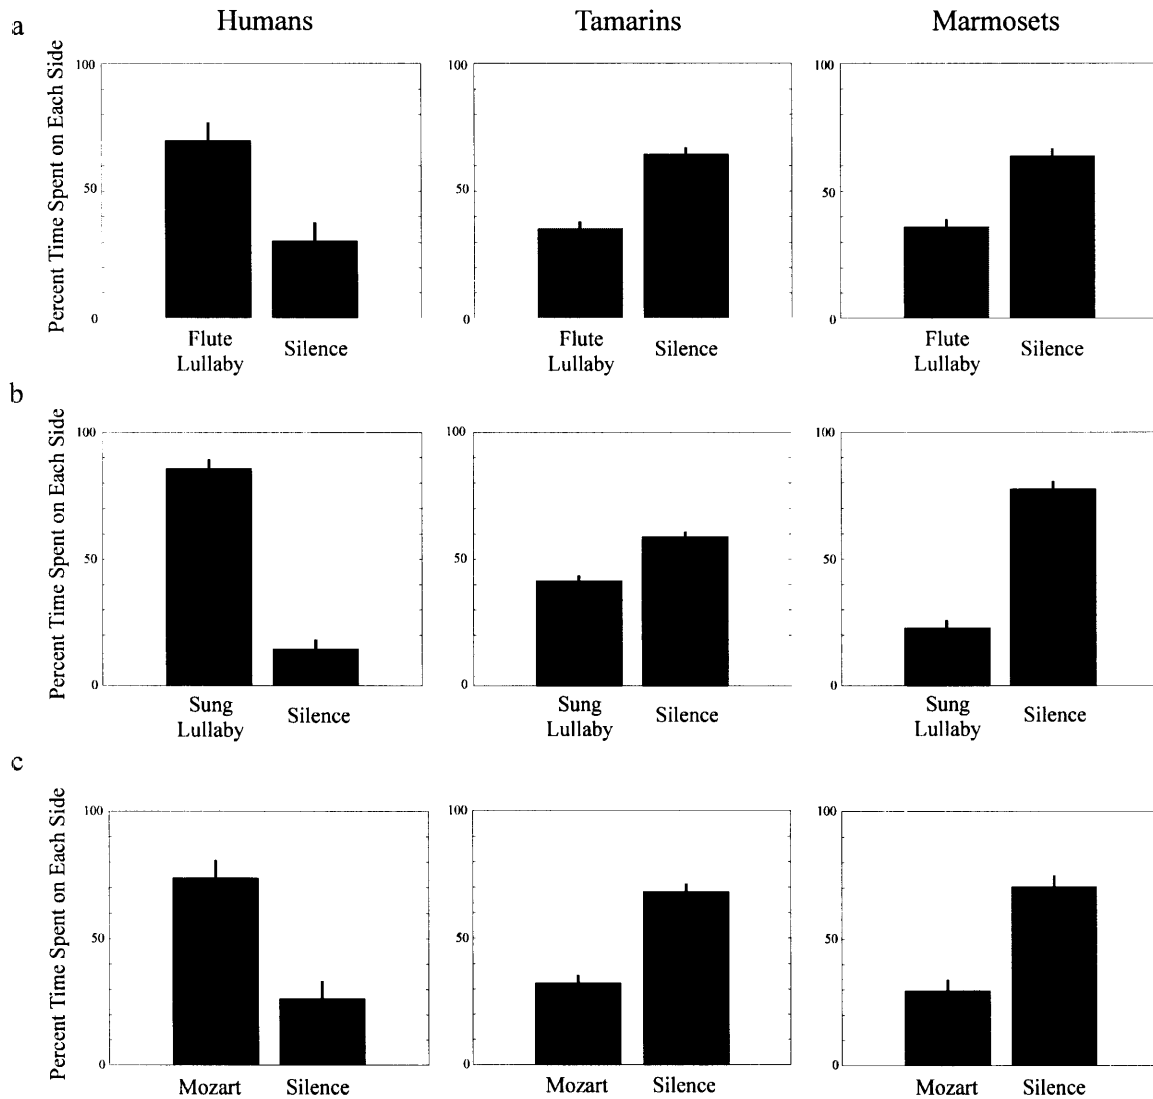 a
Humans
Tamarins
Marmosets
Percent Time Spent on Each Side
100
50
0
Flute
Lullaby
Silence
100
50
0
Flute
Lullaby
Silence
100
50
0
Flute
Lullaby
Silence
b
Percent Time Spent on Each Side
100
50
0
Sung
Lullaby
Silence
100
50
0
Sung
Lullaby
Silence
100
50
0
Sung
Lullaby
Silence
c
Percent Time Spent on Each Side
100
50
0
Mozart
Silence
100
50
0
Mozart
Silence
100
50
0
Mozart
Silence